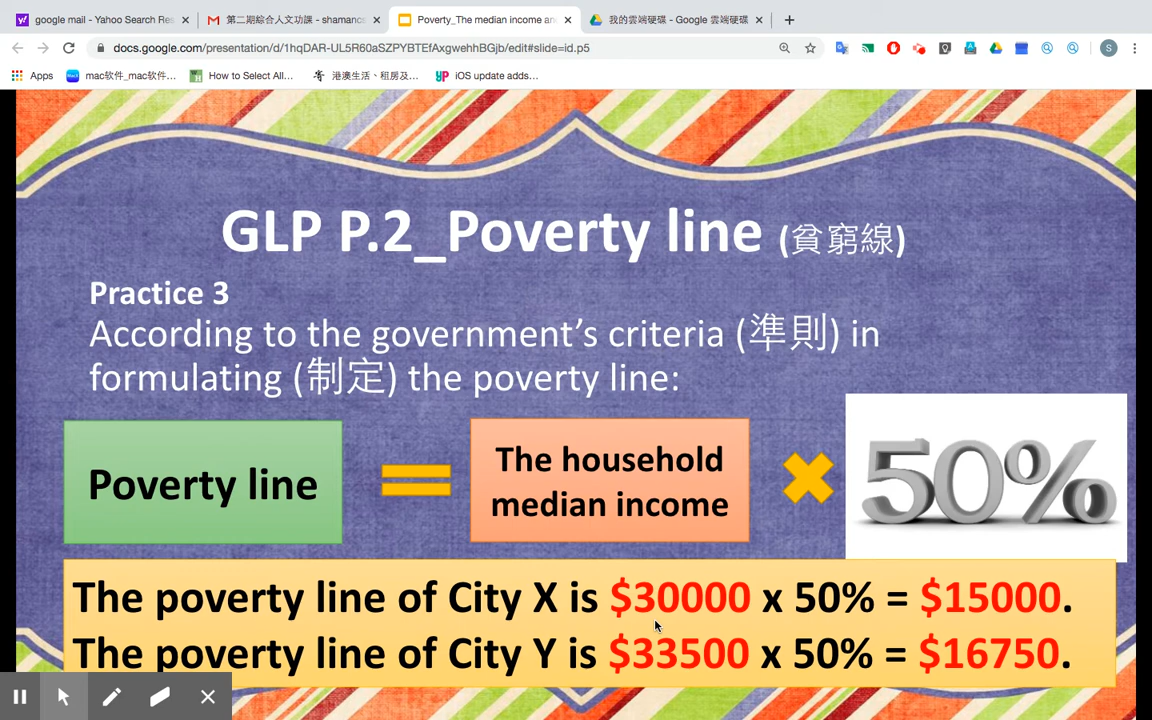 google mail - Yahoo Search Res
第二期綜合人文功課 - shamanc
Poverty_The median income an
我的雲端硬碟 - Google 雲端硬碟
docs.google.com/presentation/d/1hqDAR-UL5R60aSZPYBTEfAxgwehhBGjb/edit#slide=id.p5
S
Apps
mac软件_mac軟件...
How to Select All...
港澳生活、租房及...
iOS update adds...
GLP P.2_Poverty line (貧窮線)
Practice 3
According to the government’s criteria (準則) in
formulating (制定) the poverty line:
Poverty line
=
The household
median income
×
50%
The poverty line of City X is $30000 x 50% = $15000.
The poverty line of City Y is $33500 x 50% = $16750.